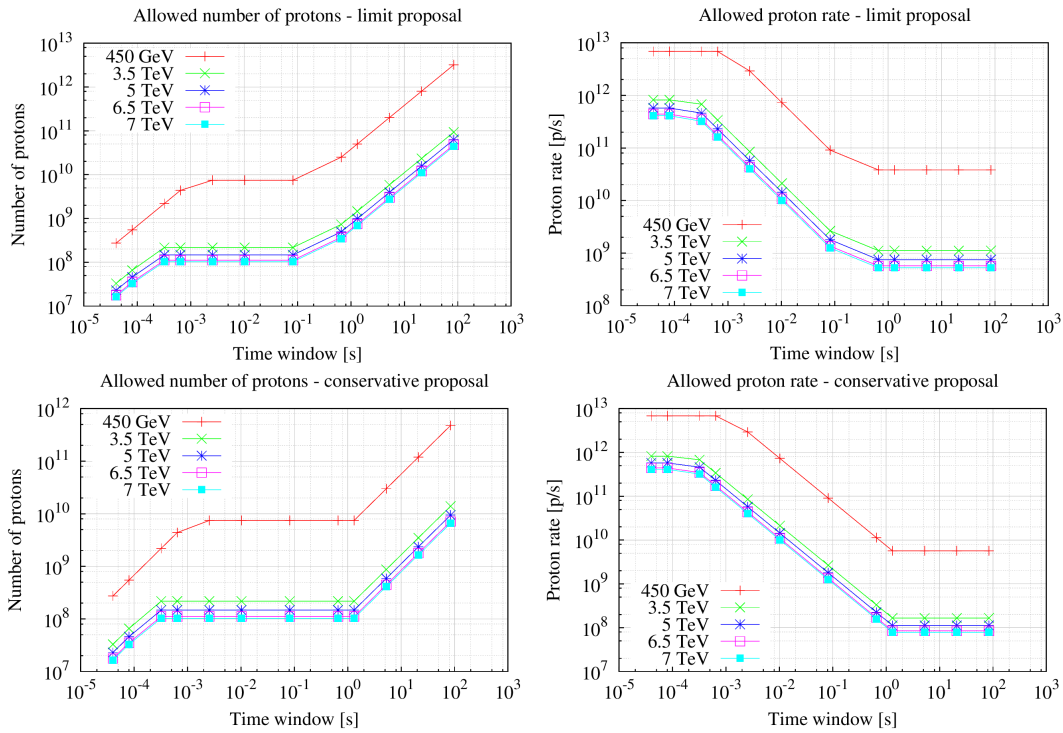 Allowed number of protons - limit proposal
Number of protons
10^13
10^12
10^11
10^10
10^9
10^8
10^7
450 GeV
3.5 TeV
5 TeV
6.5 TeV
7 TeV
10^-5 10^-4 10^-3 10^-2 10^-1 10^0 10^1 10^2 10^3
Time window [s]
Allowed proton rate - limit proposal
Proton rate [p/s]
10^13
10^12
10^11
10^10
10^9
10^8
450 GeV
3.5 TeV
5 TeV
6.5 TeV
7 TeV
10^-5 10^-4 10^-3 10^-2 10^-1 10^0 10^1 10^2 10^3
Time window [s]
Allowed number of protons - conservative proposal
Number of protons
10^12
10^11
10^10
10^9
10^8
10^7
450 GeV
3.5 TeV
5 TeV
6.5 TeV
7 TeV
10^-5 10^-4 10^-3 10^-2 10^-1 10^0 10^1 10^2 10^3
Time window [s]
Allowed proton rate - conservative proposal
Proton rate [p/s]
10^13
10^12
10^11
10^10
10^9
10^8
10^7
450 GeV
3.5 TeV
5 TeV
6.5 TeV
7 TeV
10^-5 10^-4 10^-3 10^-2 10^-1 10^0 10^1 10^2 10^3
Time window [s]